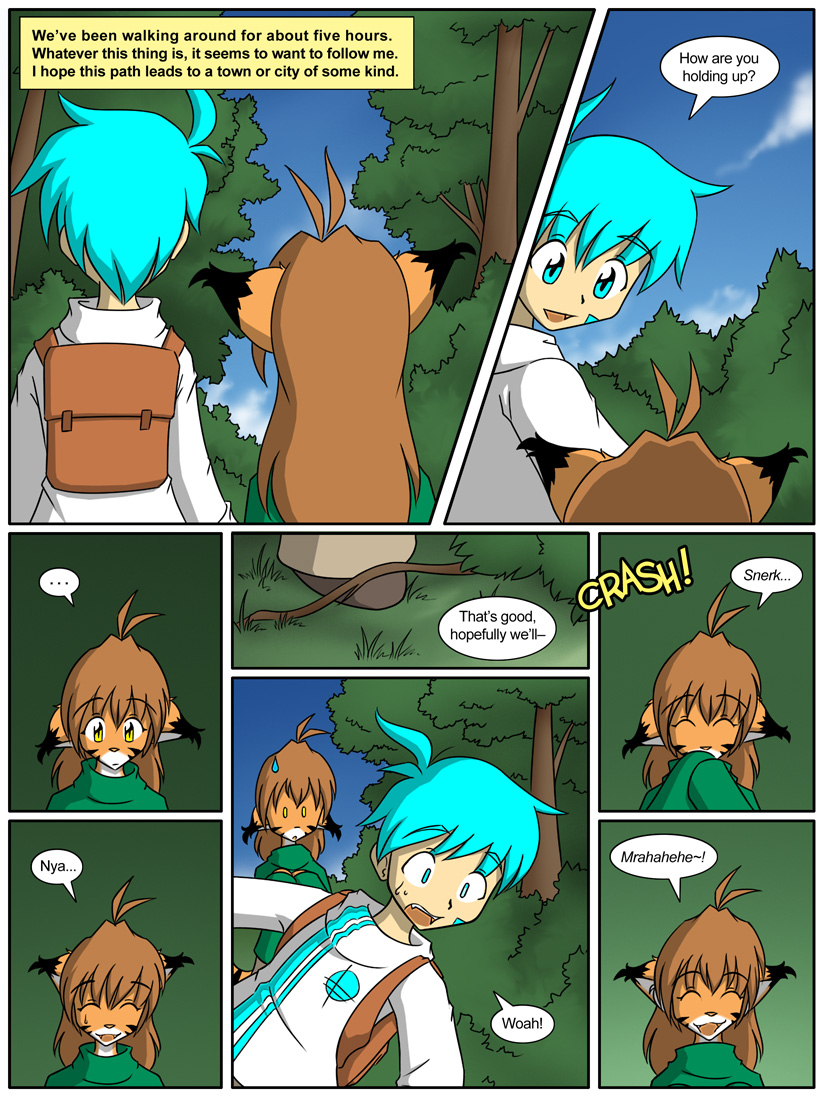 We've been walking around for about five hours.
Whatever this thing is, it seems to want to follow me.
I hope this path leads to a town or city of some kind.
How are you
holding up?
...
Nya...
That's good,
hopefully we'll–
Woah!
CRASH!
Snerk...
Mrahahehe~!